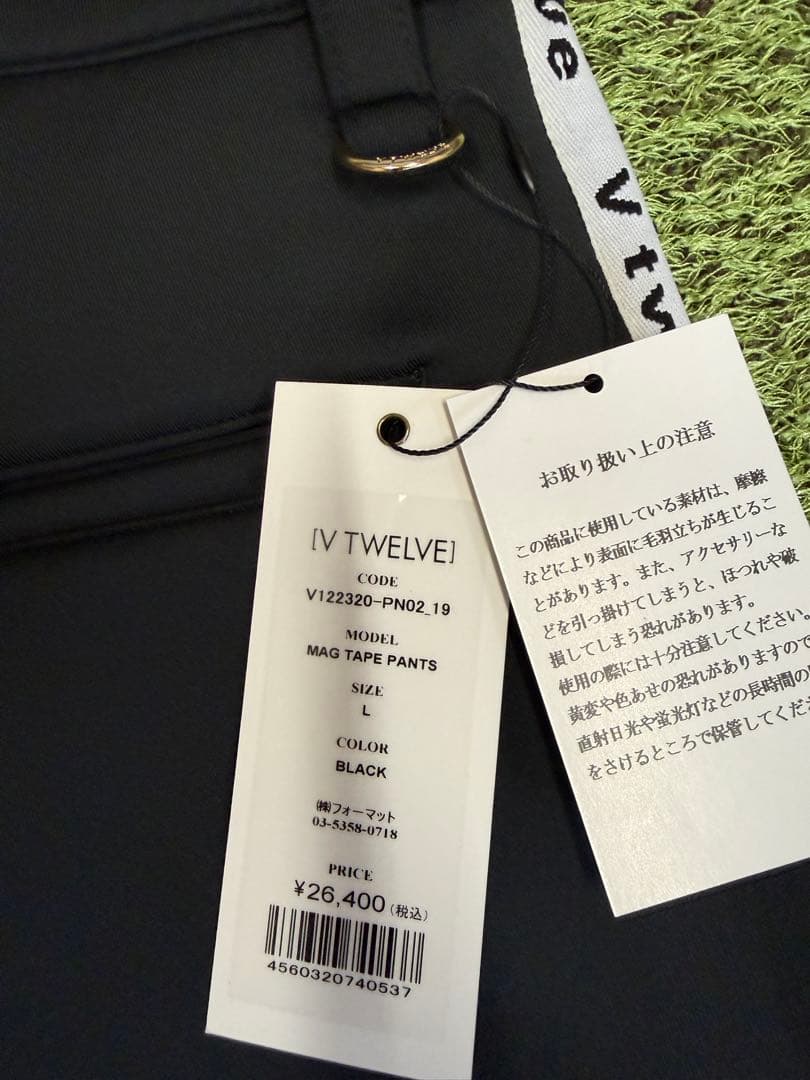 ve
Vtw
[V TWELVE]
CODE
V122320-PN02_19
MODEL
MAG TAPE PANTS
SIZE
L
COLOR
BLACK
㈱フォーマット
03-5358-0718
PRICE
¥26,400(税込)
4560320740537
お取り扱い上の注意
この商品に使用している素材は、摩擦
などにより表面に毛羽立ちが生じるこ
とがあります。また、アクセサリーな
どを引っ掛けてしまうと、ほつれや破
損してしまう恐れがあります。
使用の際には十分注意してください。
黄変や色あせの恐れがありますので
直射日光や蛍光灯などの長時間の
をさけるところで保管してくださ